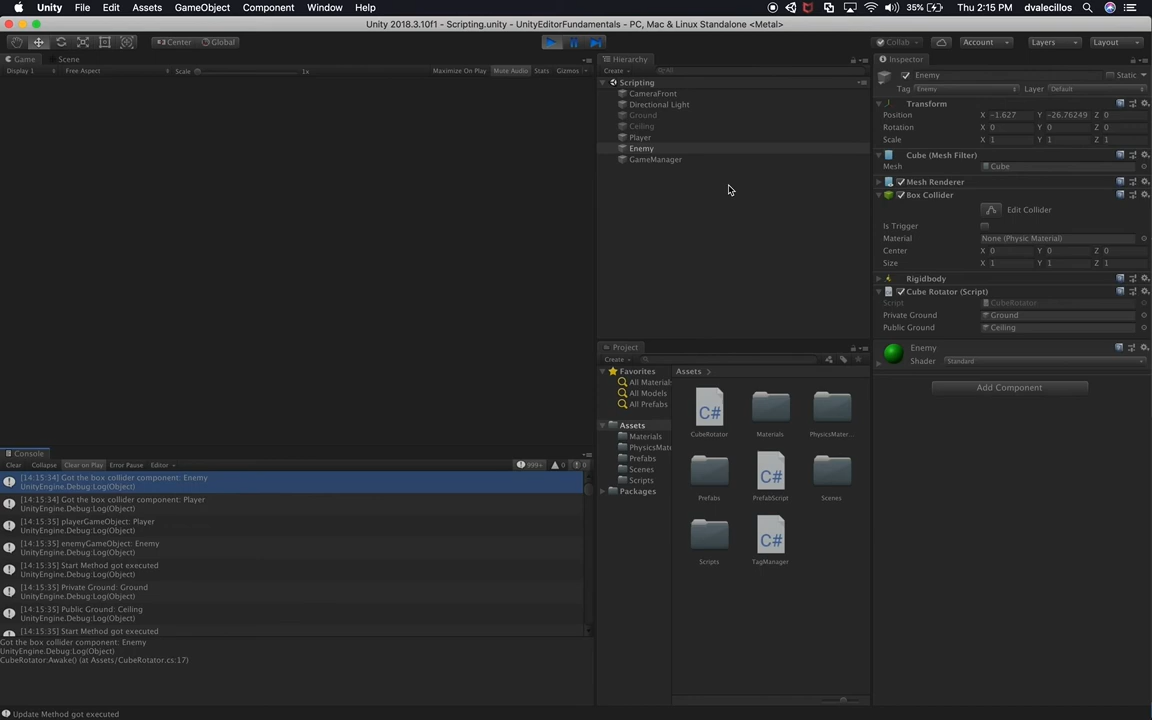 Unity File Edit Assets GameObject Component Window Help 35% Thu 2:15 PM dvalecillos
Unity 2018.3.10f1 - Scripting.unity - UnityEditorFundamentals - PC, Mac & Linux Standalone <Metal>
Center Global Collab Account Layers Layout
Game Scene
Display 1 Free Aspect Scale 1x Maximize On Play Mute Audio Stats Gizmos
Hierarchy
Create All
Scripting
CameraFront
Directional Light
Ground
Ceiling
Player
Enemy
GameManager
Inspector
Enemy Static
Tag Enemy Layer Default
Transform
Position X -1.627 Y -26.76249 Z 0
Rotation X 0 Y 0 Z 0
Scale X 1 Y 1 Z 1
Cube (Mesh Filter)
Mesh Cube
Mesh Renderer
Box Collider
Edit Collider
Is Trigger
Material None (Physic Material)
Center X 0 Y 0 Z 0
Size X 1 Y 1 Z 1
Rigidbody
Cube Rotator (Script)
Script CubeRotator
Private Ground Ground
Public Ground Ceiling
Enemy
Shader Standard
Add Component
Project
Create
Favorites
All Material
All Models
All Prefabs
Assets
Materials
PhysicsMat
Prefabs
Scenes
Scripts
Packages
Assets
C# C# C#
CubeRotator Materials PhysicsMater...
Prefabs PrefabScript Scenes
Scripts TagManager
Console
Clear Collapse Clear on Play Error Pause Editor 999+ 0 0
[14:15:34] Got the box collider component: Enemy
UnityEngine.Debug:Log(Object)
[14:15:34] Got the box collider component: Player
UnityEngine.Debug:Log(Object)
[14:15:35] playerGameObject: Player
UnityEngine.Debug:Log(Object)
[14:15:35] enemyGameObject: Enemy
UnityEngine.Debug:Log(Object)
[14:15:35] Start Method got executed
UnityEngine.Debug:Log(Object)
[14:15:35] Private Ground: Ground
UnityEngine.Debug:Log(Object)
[14:15:35] Public Ground: Ceiling
UnityEngine.Debug:Log(Object)
[14:15:35] Start Method got executed
Got the box collider component: Enemy
UnityEngine.Debug:Log(Object)
CubeRotator:Awake() (at Assets/CubeRotator.cs:17)
Update Method got executed